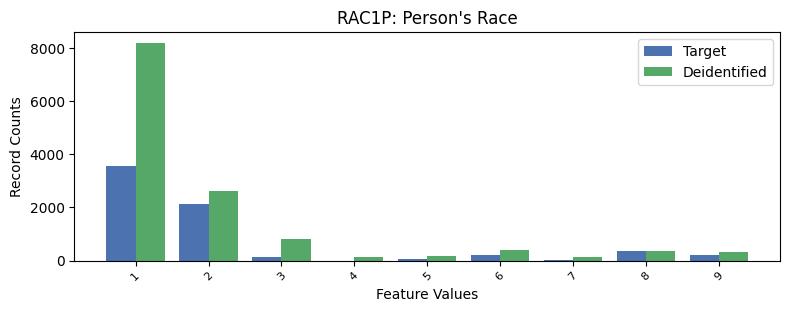 RAC1P: Person's Race
Target
Deidentified
Record Counts
8000
6000
4000
2000
0
1 2 3 4 5 6 7 8 9
Feature Values